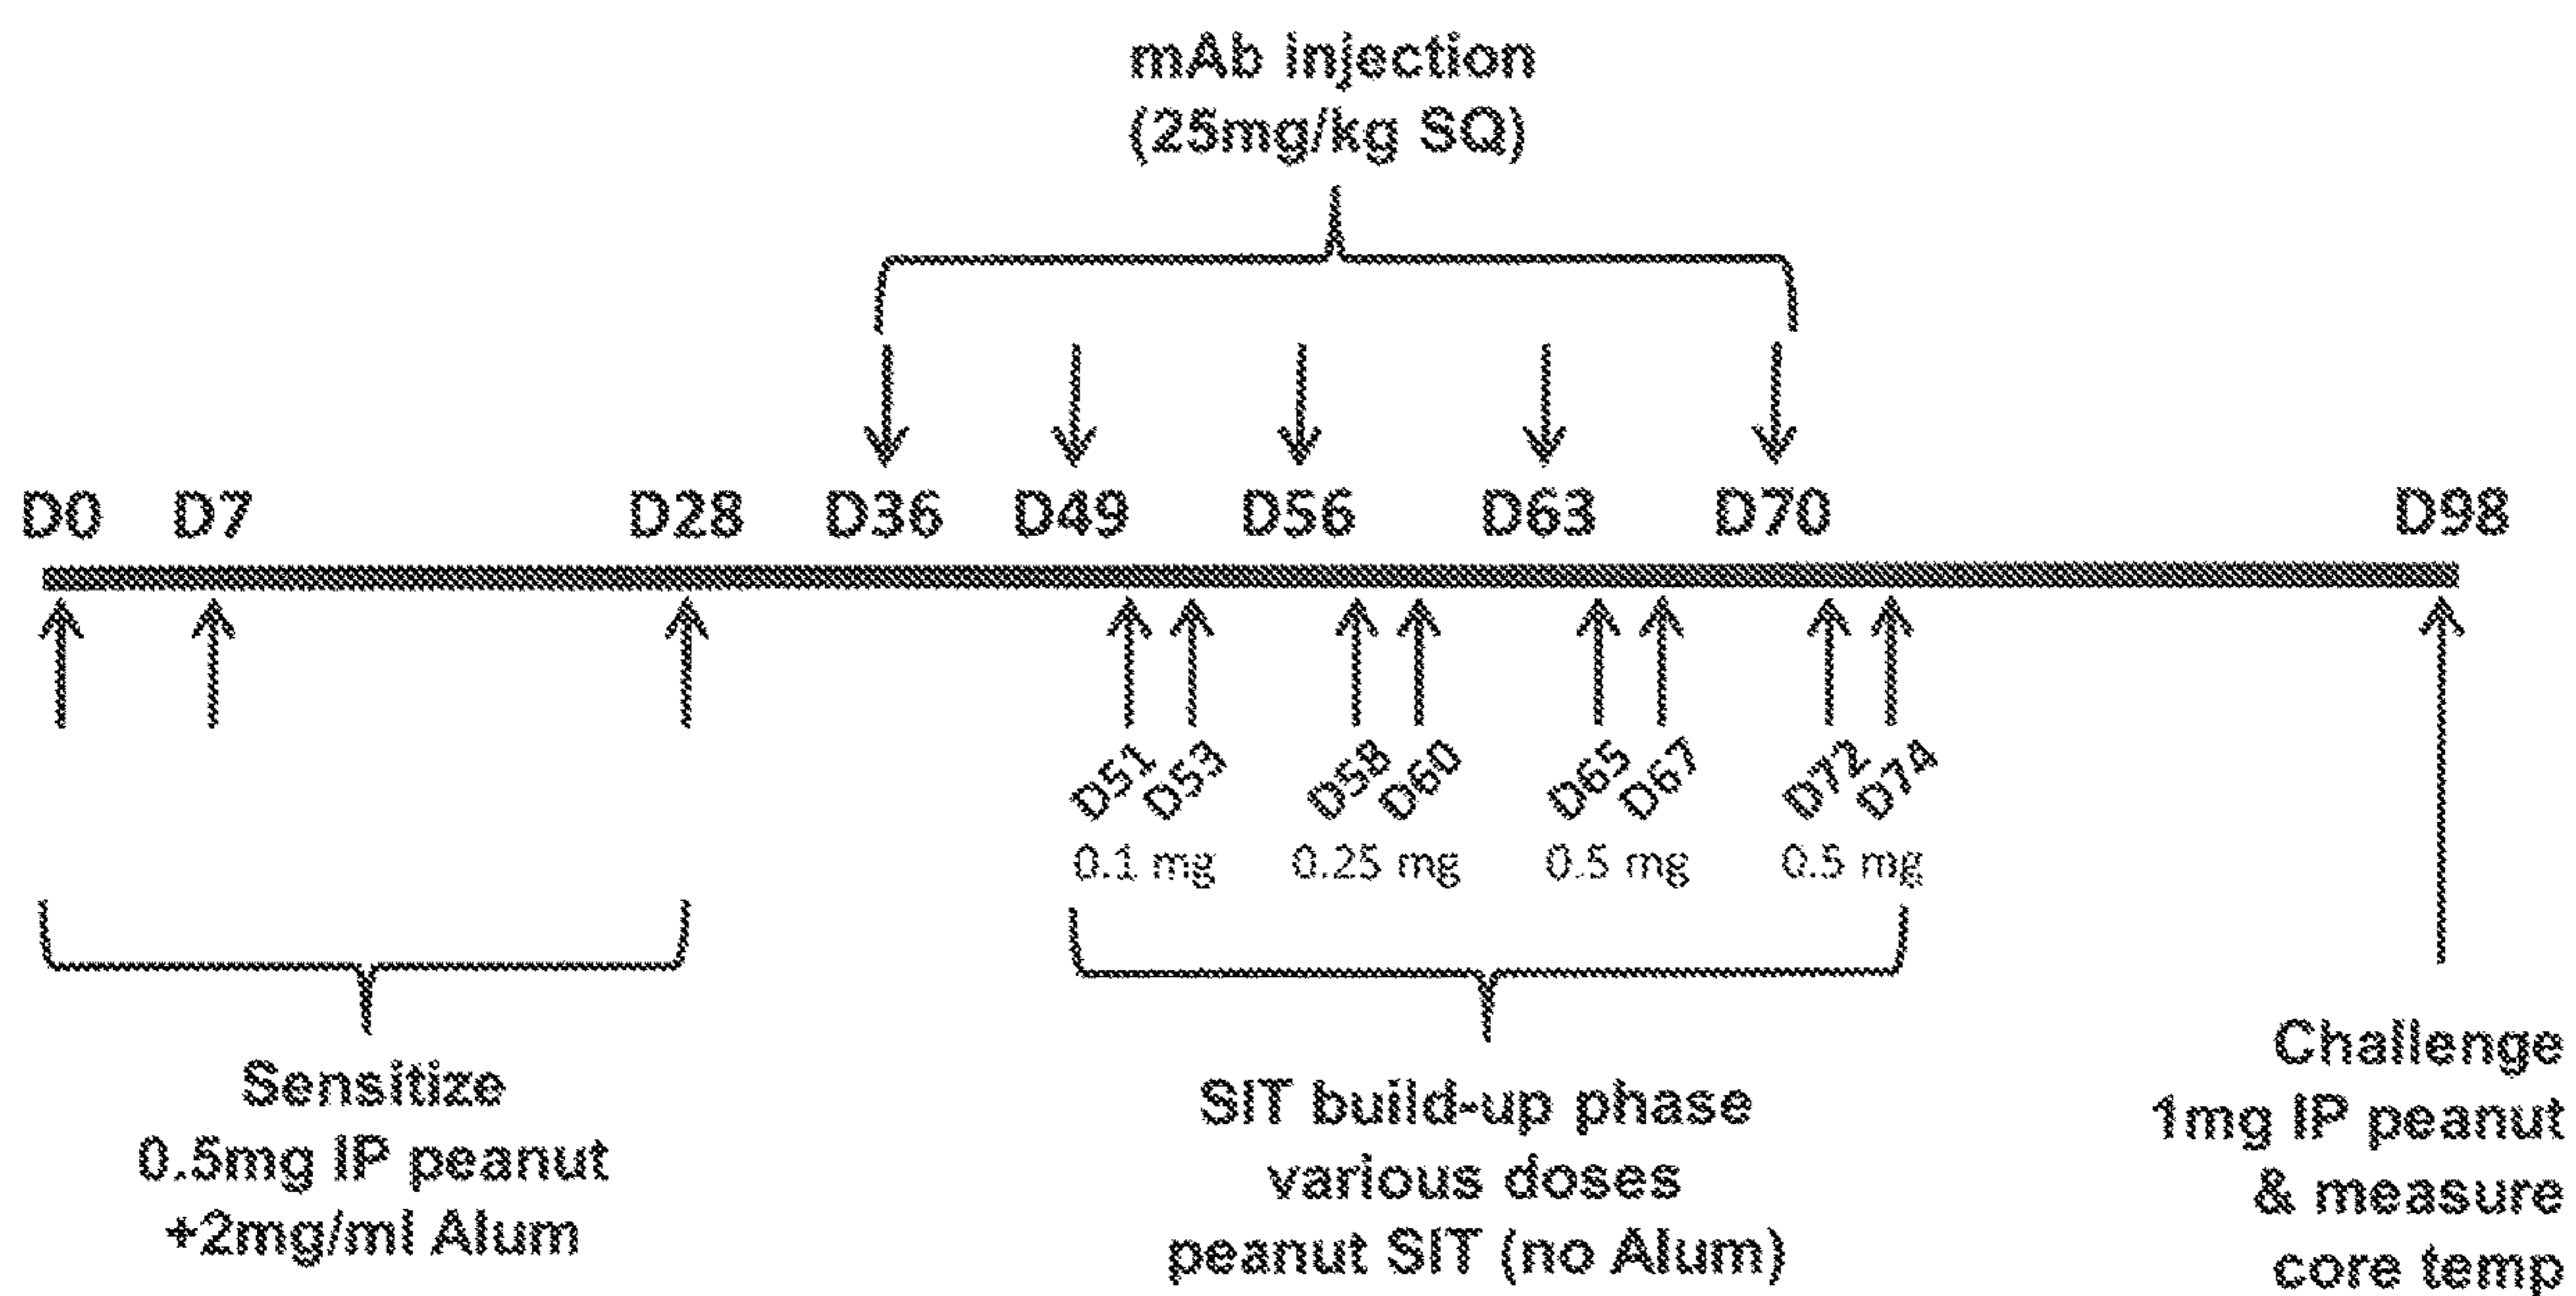 mAb injection
(25mg/kg SQ)
D0 D7 D28 D36 D49 D56 D63 D70 D98
D51 D53 D58 D60 D65 D67 D72 D74
0.1 mg 0.25 mg 0.5 mg 0.5 mg
Sensitize
0.5mg IP peanut
+2mg/ml Alum
SIT build-up phase
various doses
peanut SIT (no Alum)
Challenge
1mg IP peanut
& measure
core temp